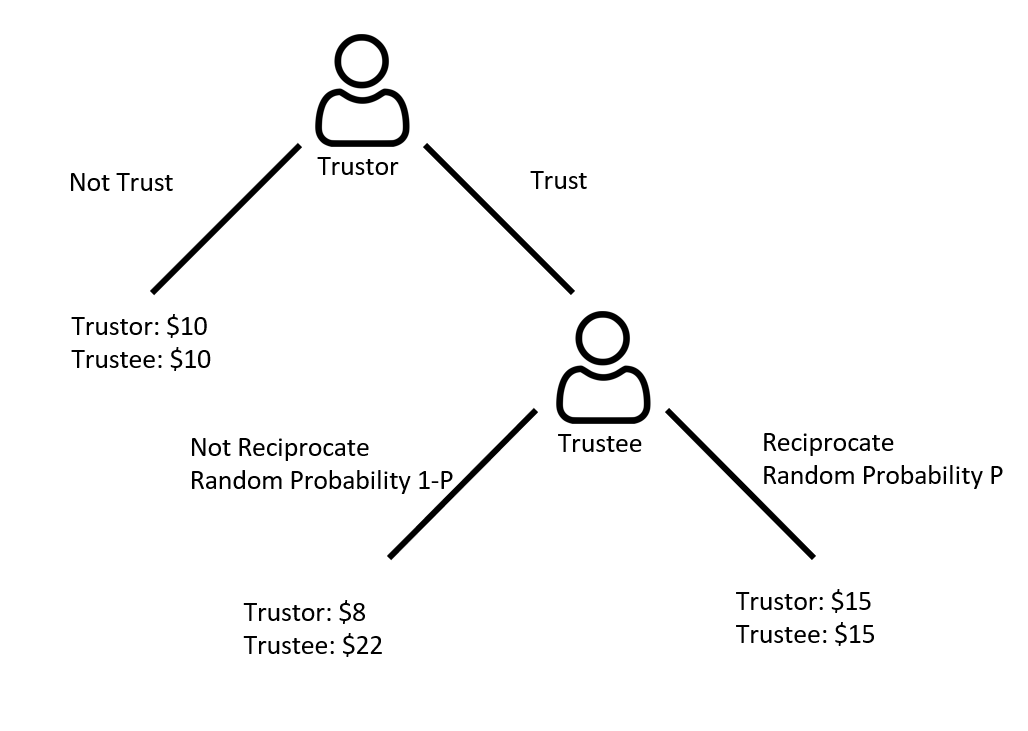 Trustor
Not Trust
Trust
Trustor: $10
Trustee: $10
Trustee
Not Reciprocate
Random Probability 1-P
Reciprocate
Random Probability P
Trustor: $8
Trustee: $22
Trustor: $15
Trustee: $15